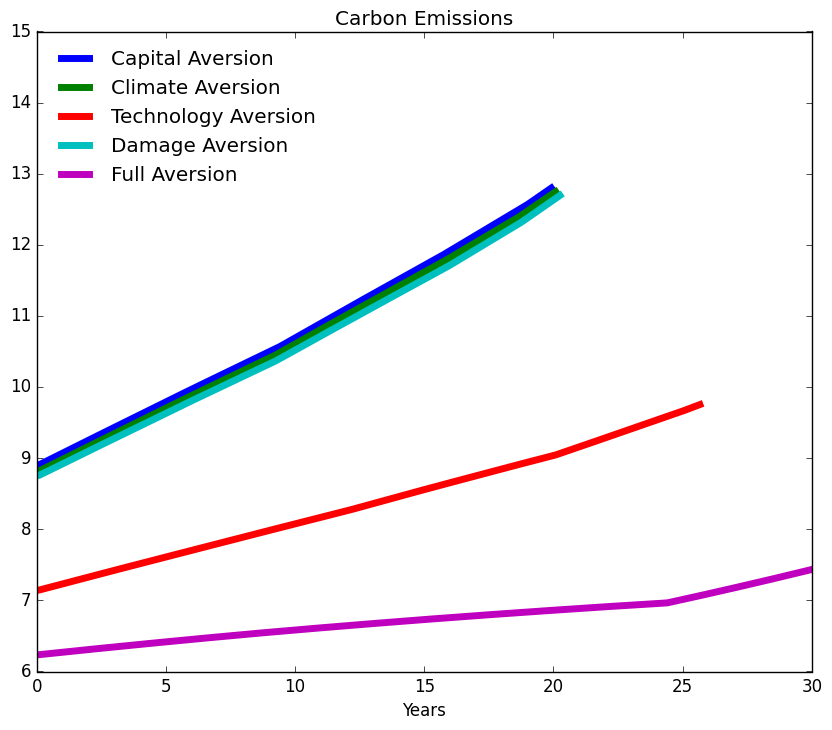 Carbon Emissions
15
14
13
12
11
10
9
8
7
6
Capital Aversion
Climate Aversion
Technology Aversion
Damage Aversion
Full Aversion
0 5 10 15 20 25 30
Years